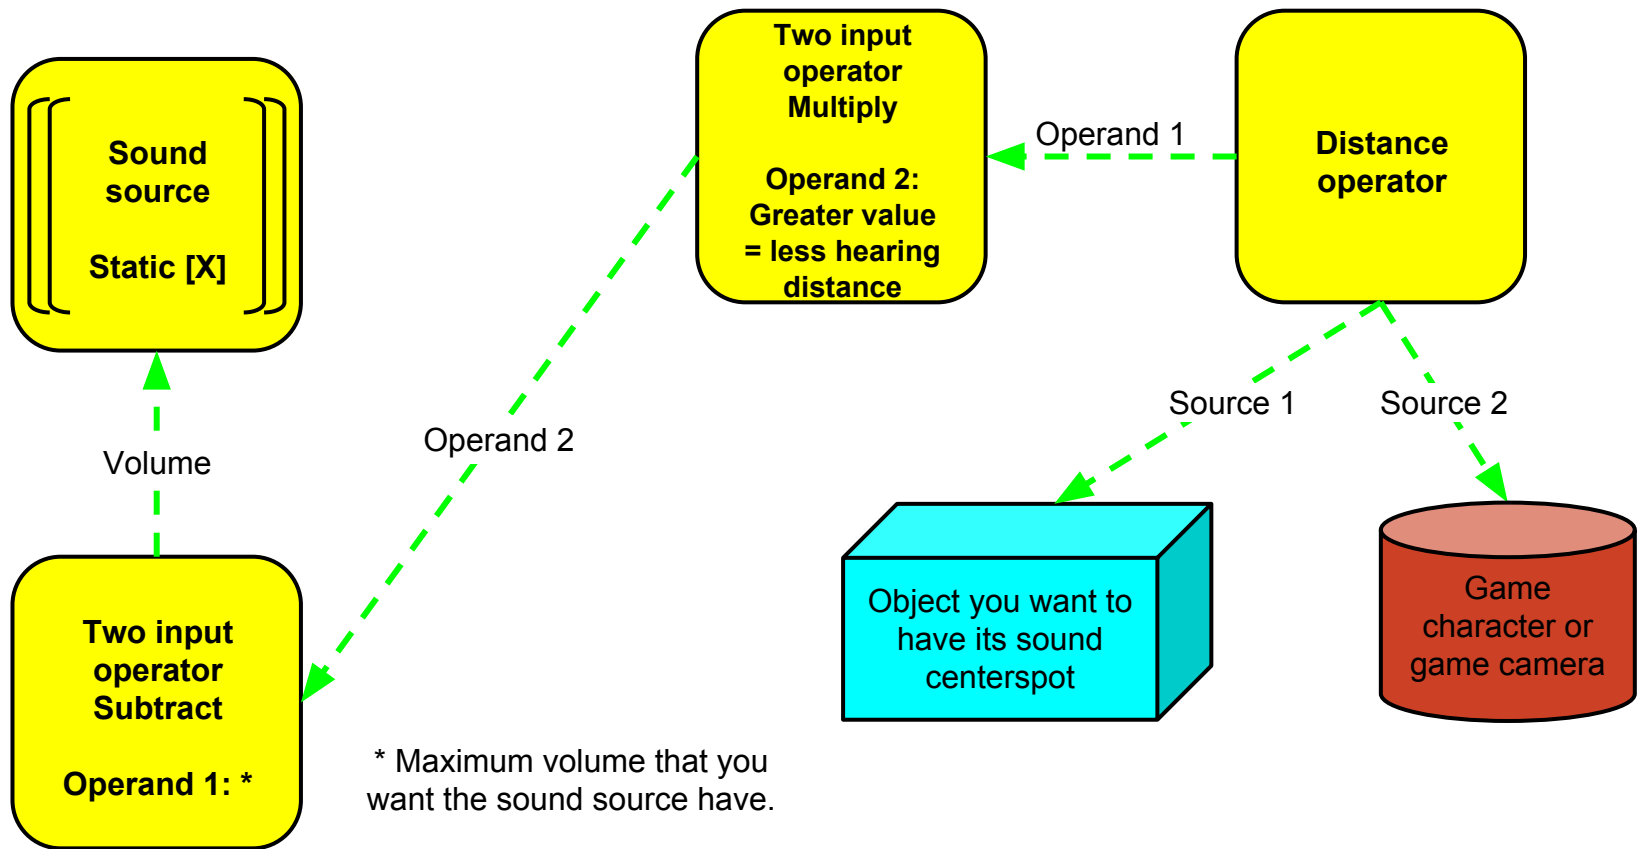 Sound
source
Static [X]
Volume
Two input
operator
Subtract
Operand 1: *
Operand 2
* Maximum volume that you
want the sound source have.
Two input
operator
Multiply
Operand 2:
Greater value
= less hearing
distance
Operand 1
Distance
operator
Source 1
Source 2
Object you want to
have its sound
centerspot
Game
character or
game camera